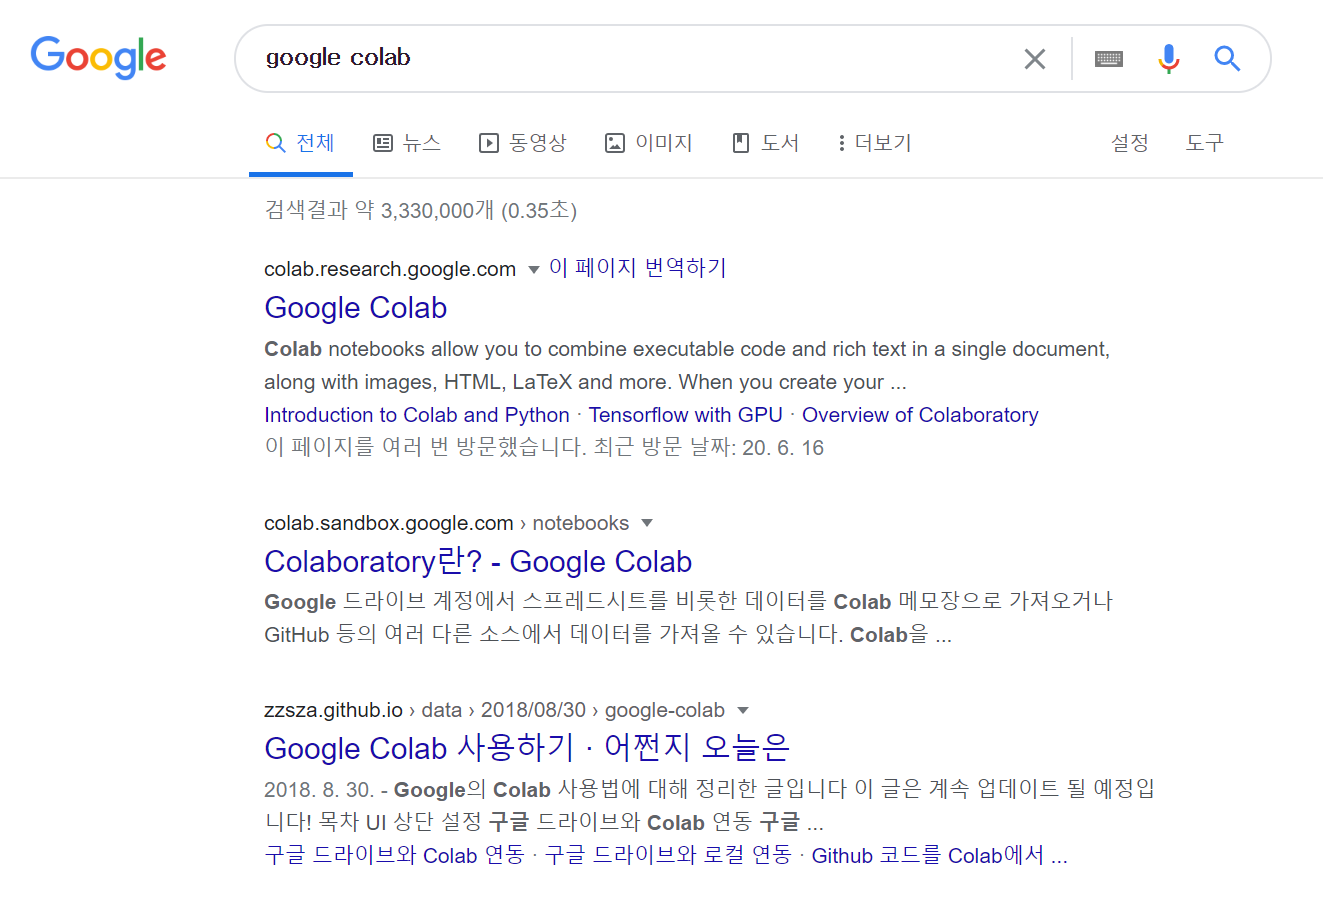 Google
google colab
전체 뉴스 동영상 이미지 도서 더보기 설정 도구
검색결과 약 3,330,000개 (0.35초)
colab.research.google.com 이 페이지 번역하기
Google Colab
Colab notebooks allow you to combine executable code and rich text in a single document,
along with images, HTML, LaTeX and more. When you create your ...
Introduction to Colab and Python · Tensorflow with GPU · Overview of Colaboratory
이 페이지를 여러 번 방문했습니다. 최근 방문 날짜: 20. 6. 16
colab.sandbox.google.com › notebooks
Colaboratory란? - Google Colab
Google 드라이브 계정에서 스프레드시트를 비롯한 데이터를 Colab 메모장으로 가져오거나
GitHub 등의 여러 다른 소스에서 데이터를 가져올 수 있습니다. Colab을 ...
zzsza.github.io › data › 2018/08/30 › google-colab
Google Colab 사용하기 · 어쩐지 오늘은
2018. 8. 30. - Google의 Colab 사용법에 대해 정리한 글입니다 이 글은 계속 업데이트 될 예정입
니다! 목차 UI 상단 설정 구글 드라이브와 Colab 연동 구글 ...
구글 드라이브와 Colab 연동 · 구글 드라이브와 로컬 연동 · Github 코드를 Colab에서 ...